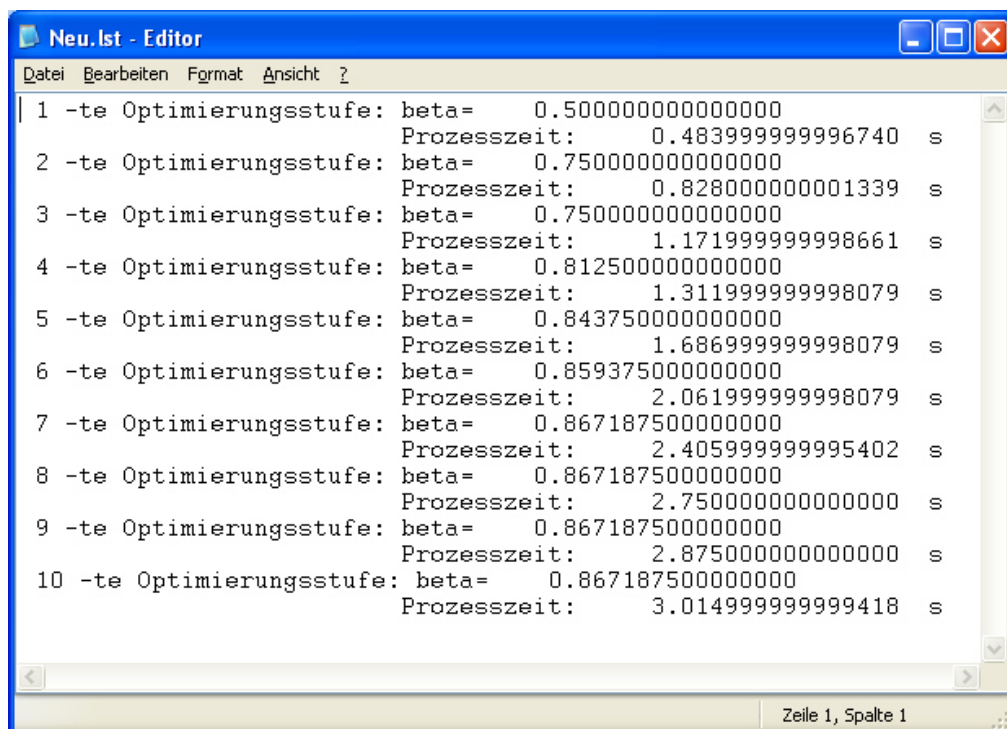 Neu.lst - Editor
Datei Bearbeiten Format Ansicht ?
1 -te Optimierungsstufe: beta= 0.500000000000000
Prozesszeit: 0.483999999996740 s
2 -te Optimierungsstufe: beta= 0.750000000000000
Prozesszeit: 0.828000000001339 s
3 -te Optimierungsstufe: beta= 0.750000000000000
Prozesszeit: 1.171999999998661 s
4 -te Optimierungsstufe: beta= 0.812500000000000
Prozesszeit: 1.311999999998079 s
5 -te Optimierungsstufe: beta= 0.843750000000000
Prozesszeit: 1.686999999998079 s
6 -te Optimierungsstufe: beta= 0.859375000000000
Prozesszeit: 2.061999999998079 s
7 -te Optimierungsstufe: beta= 0.867187500000000
Prozesszeit: 2.405999999995402 s
8 -te Optimierungsstufe: beta= 0.867187500000000
Prozesszeit: 2.750000000000000 s
9 -te Optimierungsstufe: beta= 0.867187500000000
Prozesszeit: 2.875000000000000 s
10 -te Optimierungsstufe: beta= 0.867187500000000
Prozesszeit: 3.014999999999418 s
Zeile 1, Spalte 1